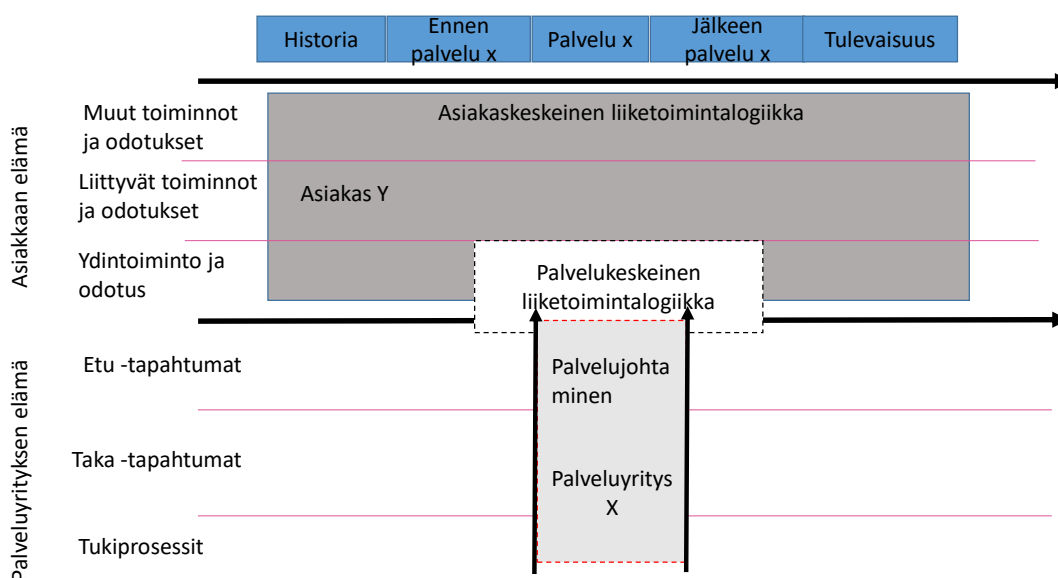 Historia
Ennen
palvelu x
Palvelu x
Jälkeen
palvelu x
Tulevaisuus
Asiakkaan elämä
Muut toiminnot
ja odotukset
Asiakaskeskeinen liiketoimintalogiikka
Liittyvät toiminnot
ja odotukset
Asiakas Y
Ydintoiminto ja
odotus
Palvelukeskeinen
liiketoimintalogiikka
Palveluyrityksen elämä
Etu -tapahtumat
Palvelujohta
minen
Taka -tapahtumat
Palveluyritys
X
Tukiprosessit